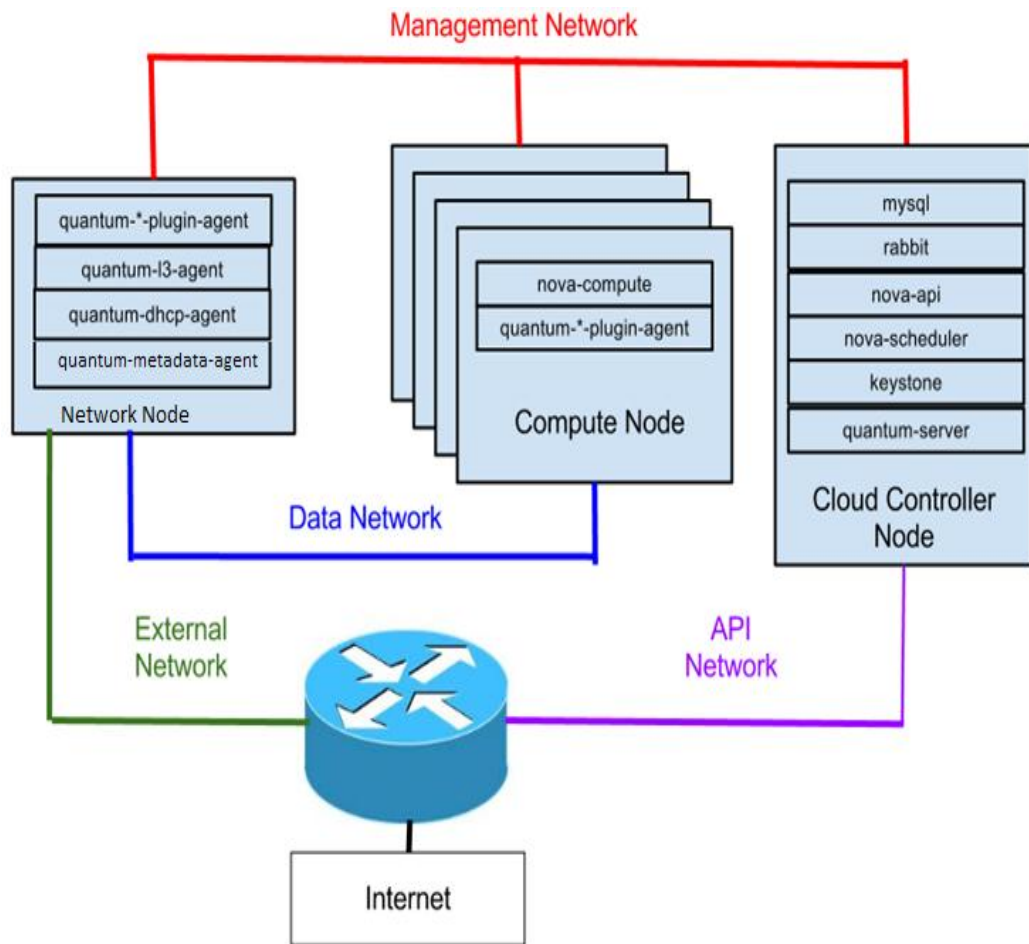 Management Network
quantum-*-plugin-agent
quantum-l3-agent
quantum-dhcp-agent
quantum-metadata-agent
Network Node
nova-compute
quantum-*-plugin-agent
Compute Node
mysql
rabbit
nova-api
nova-scheduler
keystone
quantum-server
Cloud Controller
Node
Data Network
External
Network
API
Network
Internet